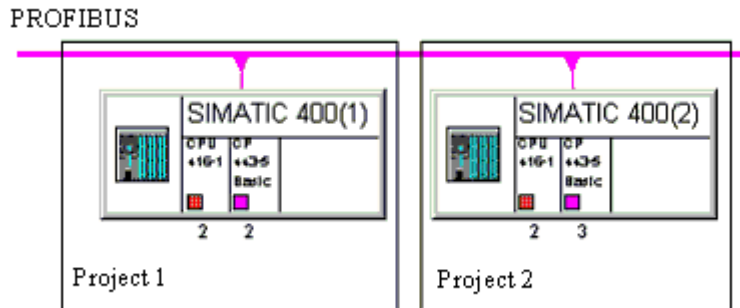 PROFIBUS
SIMATIC 400(1)
CPU 416-1
CP 443-5 Basic
2 2
Project 1
SIMATIC 400(2)
CPU 416-1
CP 443-5 Basic
2 3
Project 2